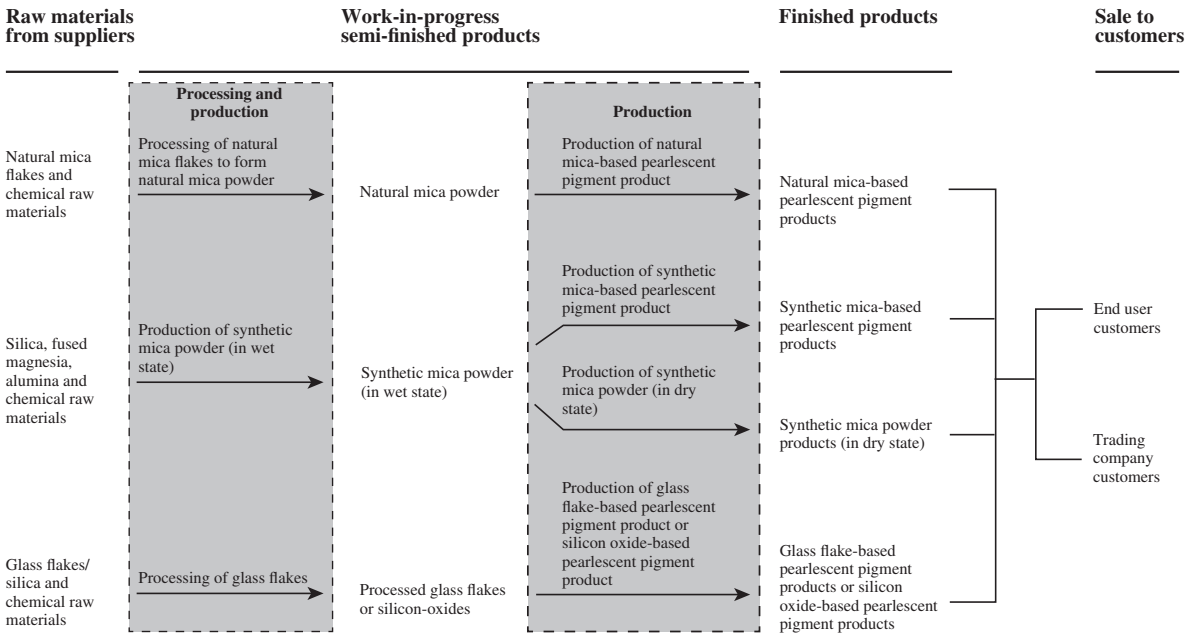 Raw materials
from suppliers
Work-in-progress
semi-finished products
Finished products
Sale to
customers
Processing and
production
Production
Natural mica
flakes and
chemical raw
materials
Processing of natural
mica flakes to form
natural mica powder
Natural mica powder
Production of natural
mica-based pearlescent
pigment product
Natural mica-based
pearlescent pigment
products
Silica, fused
magnesia,
alumina and
chemical raw
materials
Production of synthetic
mica powder (in wet
state)
Synthetic mica powder
(in wet state)
Production of synthetic
mica-based pearlescent
pigment product
Synthetic mica-based
pearlescent pigment
products
Production of synthetic
mica powder (in dry
state)
Synthetic mica powder
products (in dry state)
Glass flakes/
silica and
chemical raw
materials
Processing of glass flakes
Processed glass flakes
or silicon-oxides
Production of glass
flake-based pearlescent
pigment product or
silicon oxide-based
pearlescent pigment
product
Glass flake-based
pearlescent pigment
products or silicon
oxide-based pearlescent
pigment products
End user
customers
Trading
company
customers